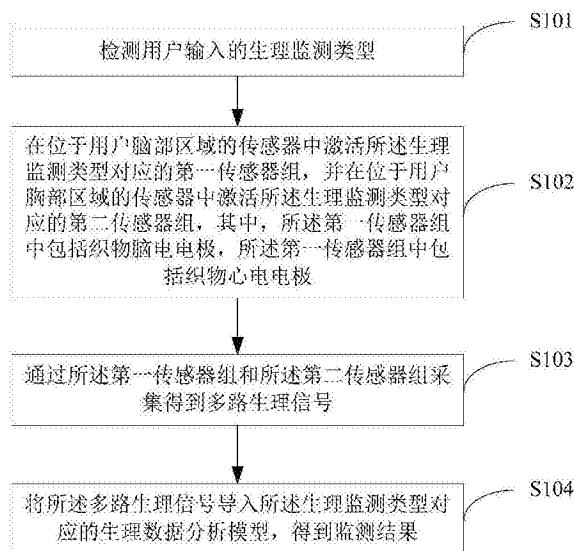 S101
检测用户输入的生理监测类型
S102
在位于用户脑部区域的传感器中激活所述生理
监测类型对应的第一传感器组，并在位于用户
胸部区域的传感器中激活所述生理监测类型对
应的第二传感器组，其中，所述第一传感器组
中包括织物脑电电极，所述第一传感器组中包
括织物心电电极
S103
通过所述第一传感器组和所述第二传感器组采
集得到多路生理信号
S104
将所述多路生理信号导入所述生理监测类型对
应的生理数据分析模型，得到监测结果